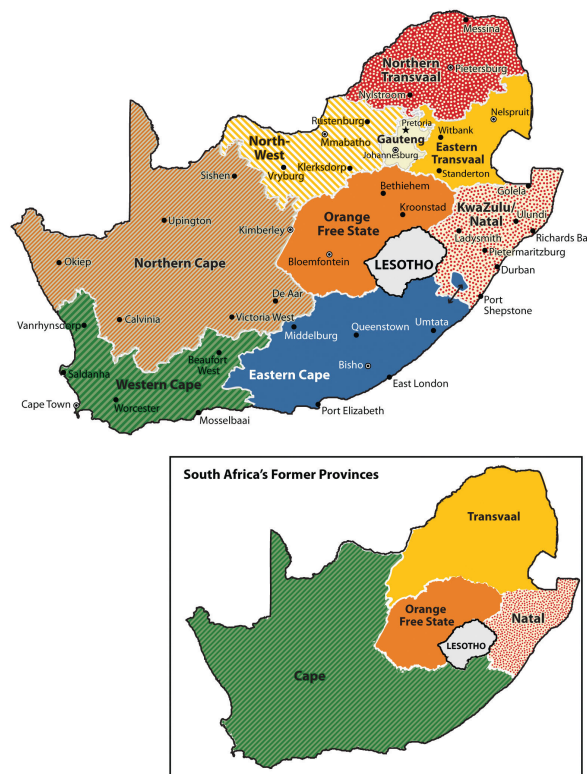 Messina
Northern
Transvaal
Pietersburg
Nylstroom
Nelspruit
Rustenburg
Pretoria
Witbank
North-
West
Mmabatho
Gauteng
Johannesburg
Eastern
Transvaal
Vryburg
Klerksdorp
Standerton
Sishen
Bethlehem
Golela
Orange
Free State
Kroonstad
KwaZulu/
Natal
Ulundi
Upington
Kimberley
Ladysmith
Richards Ba
Okiep
Northern Cape
Bloemfontein
LESOTHO
Pietermaritzburg
Durban
De Aar
Port
Shepstone
Vanrhynsdorp
Calvinia
Victoria West
Middelburg
Queenstown
Umtata
Beaufort
West
Saldanha
Western Cape
Eastern Cape
Bisho
East London
Cape Town
Worcester
Mosselbaai
Port Elizabeth
South Africa's Former Provinces
Transvaal
Orange
Free State
Natal
LESOTHO
Cape